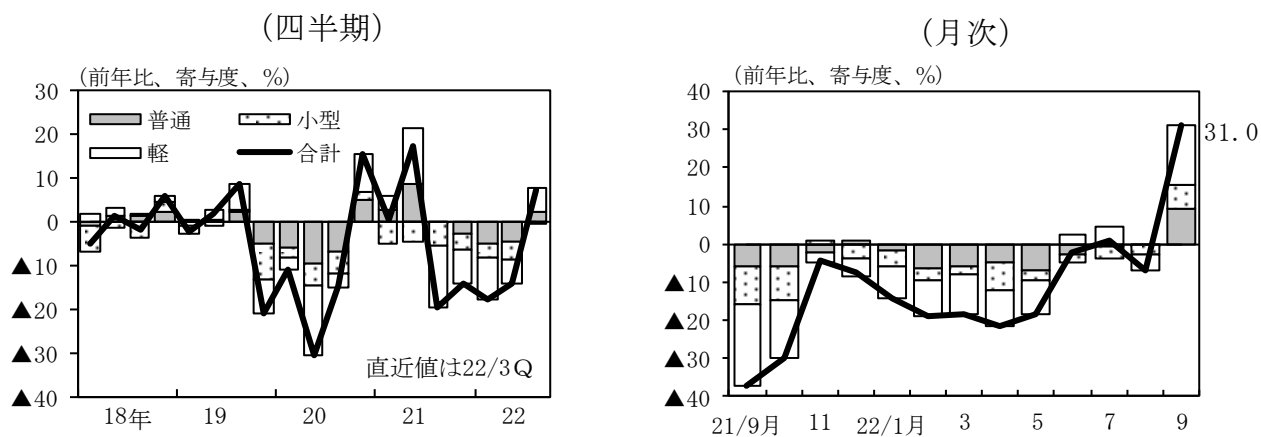 （四半期）
（前年比、寄与度、%）
30
20
10
0
▲10
▲20
▲30
▲40
普通
小型
軽
合計
直近値は22/3Q
18年
19
20
21
22
（月次）
（前年比、寄与度、%）
40
30
20
10
0
▲10
▲20
▲30
▲40
31.0
21/9月
11
22/1月
3
5
7
9